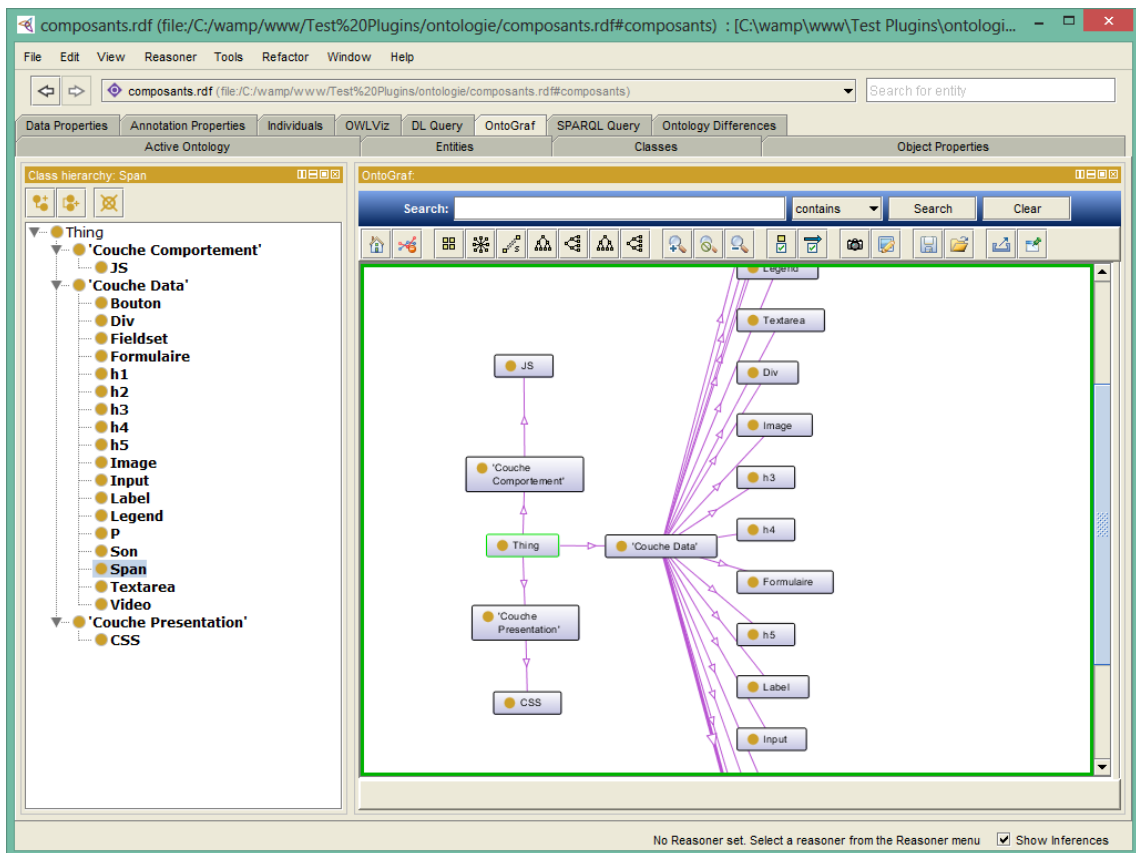 composants.rdf (file:/C:/wamp/www/Test%20Plugins/ontologie/composants.rdf#composants) : [C:\wamp\www\Test Plugins\ontologi...
File Edit View Reasoner Tools Refactor Window Help
composants.rdf (file:/C:/wamp/www/Test%20Plugins/ontologie/composants.rdf#composants)
Search for entity
Data Properties Annotation Properties Individuals OWLViz DL Query OntoGraf SPARQL Query Ontology Differences
Active Ontology Entities Classes Object Properties
Class hierarchy: Span
Thing
'Couche Comportement'
JS
'Couche Data'
Bouton
Div
Fieldset
Formulaire
h1
h2
h3
h4
h5
Image
Input
Label
Legend
P
Son
Span
Textarea
Video
'Couche Presentation'
CSS
OntoGraf:
Search: contains Search Clear
Legend
Textarea
JS
Div
Image
'Couche
Comportement'
h3
h4
Thing
'Couche Data'
Formulaire
'Couche
Presentation'
h5
Label
CSS
Input
No Reasoner set. Select a reasoner from the Reasoner menu Show Inferences